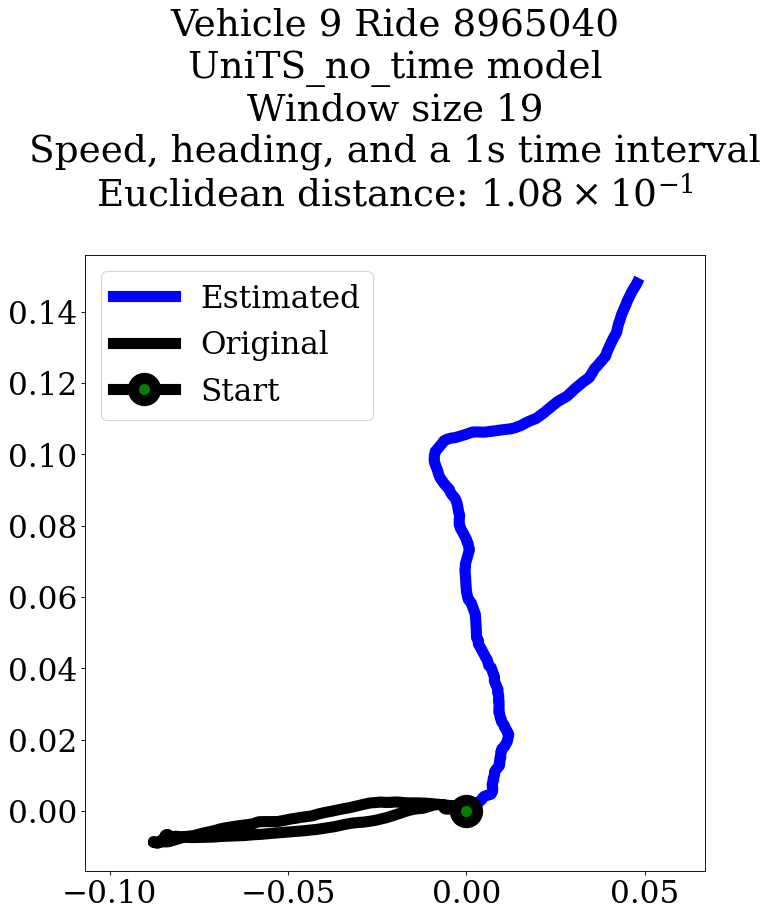 Vehicle 9 Ride 8965040
UniTS_no_time model
Window size 19
Speed, heading, and a 1s time interval
Euclidean distance: 1.08 × 10⁻¹
Estimated
Original
Start
0.14
0.12
0.10
0.08
0.06
0.04
0.02
0.00
−0.10 −0.05 0.00 0.05